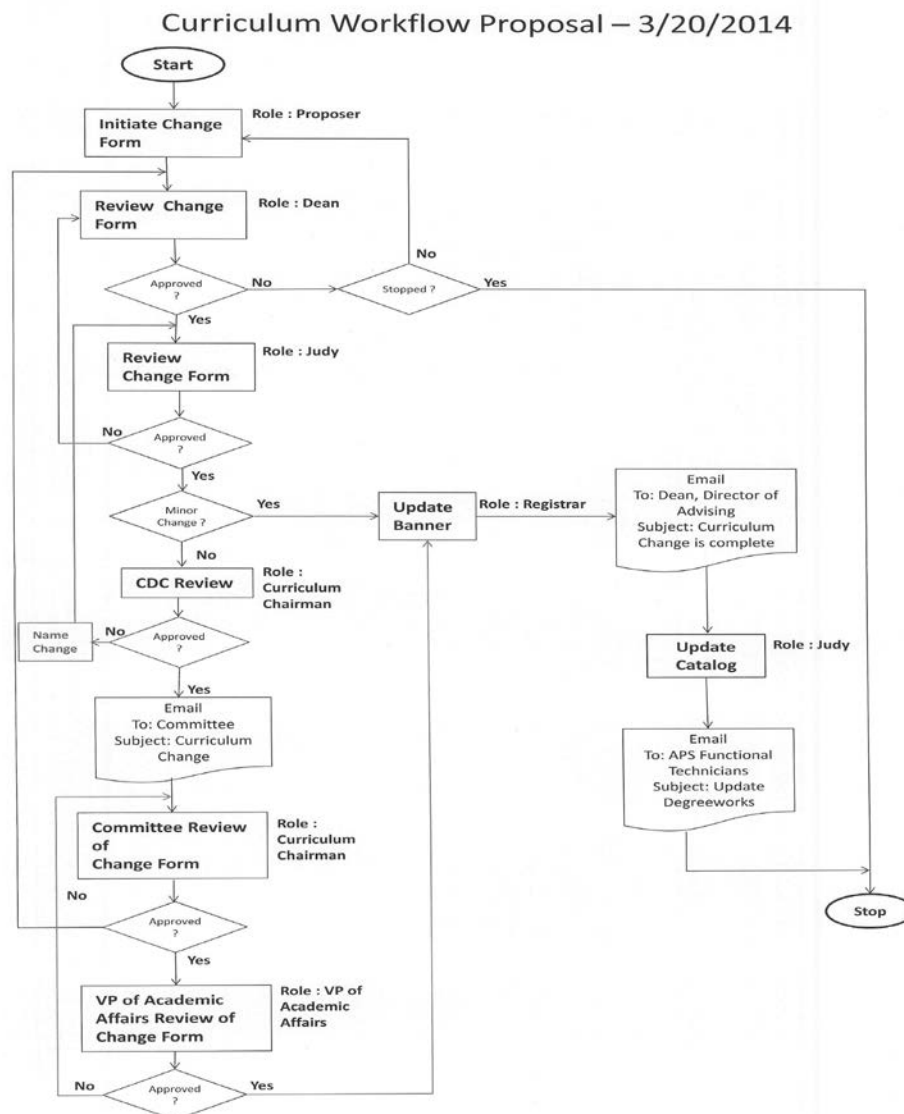 Curriculum Workflow Proposal – 3/20/2014
Start
Initiate Change
Form
Role : Proposer
Review Change
Form
Role : Dean
Approved
?
No
Stopped ?
No
Yes
Yes
Review
Change Form
Role : Judy
Approved
?
No
Yes
Minor
Change ?
Yes
Update
Banner
Role : Registrar
Email
To: Dean, Director of
Advising
Subject: Curriculum
Change is complete
No
CDC Review
Role :
Curriculum
Chairman
Name
Change
No
Approved
?
Update
Catalog
Role : Judy
Yes
Email
To: Committee
Subject: Curriculum
Change
Email
To: APS Functional
Technicians
Subject: Update
Degreeworks
Committee Review
of
Change Form
Role :
Curriculum
Chairman
No
Approved
?
Stop
Yes
VP of Academic
Affairs Review of
Change Form
Role : VP of
Academic
Affairs
No
Approved
?
Yes